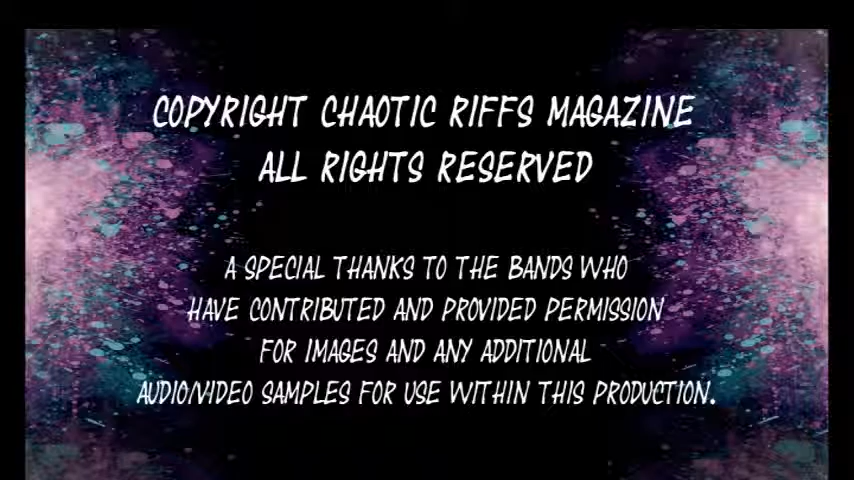 COPYRIGHT CHAOTIC RIFFS MAGAZINE
ALL RIGHTS RESERVED
A SPECIAL THANKS TO THE BANDS WHO
HAVE CONTRIBUTED AND PROVIDED PERMISSION
FOR IMAGES AND ANY ADDITIONAL
AUDIO/VIDEO SAMPLES FOR USE WITHIN THIS PRODUCTION.